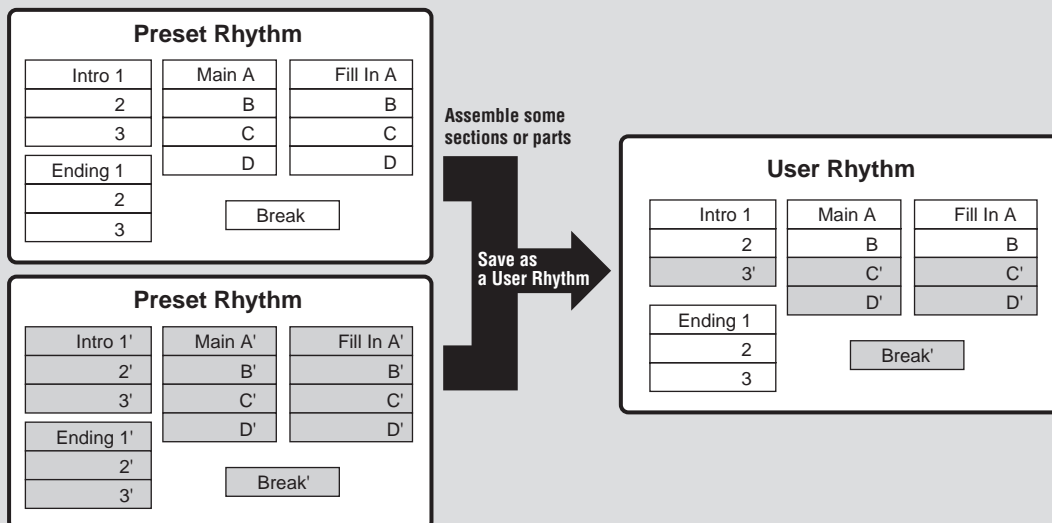 Preset Rhythm
Intro 1
2
3
Ending 1
2
3
Main A
B
C
D
Fill In A
B
C
D
Break
Preset Rhythm
Intro 1'
2'
3'
Ending 1'
2'
3'
Main A'
B'
C'
D'
Fill In A'
B'
C'
D'
Break'
Assemble some
sections or parts
Save as
a User Rhythm
User Rhythm
Intro 1
2
3'
Ending 1
2
3
Main A
B
C'
D'
Fill In A
B
C'
D'
Break'